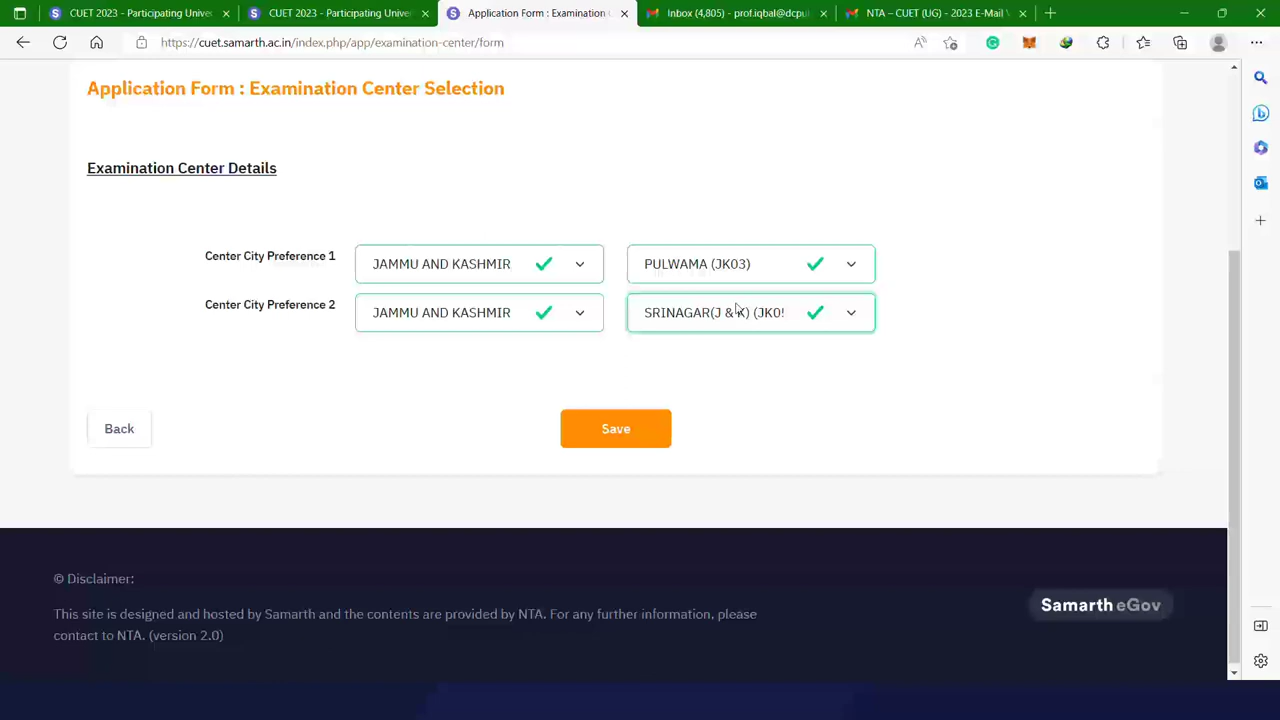 CUET 2023 - Participating Univer
CUET 2023 - Participating Univer
Application Form : Examination C
Inbox (4,805) - prof.iqbal@dcpul
NTA – CUET (UG) - 2023 E-Mail V
https://cuet.samarth.ac.in/index.php/app/examination-center/form
Application Form : Examination Center Selection
Examination Center Details
Center City Preference 1
JAMMU AND KASHMIR
PULWAMA (JK03)
Center City Preference 2
JAMMU AND KASHMIR
SRINAGAR(J & K) (JK0
Back
Save
© Disclaimer:
This site is designed and hosted by Samarth and the contents are provided by NTA. For any further information, please
contact to NTA. (version 2.0)
Samarth eGov